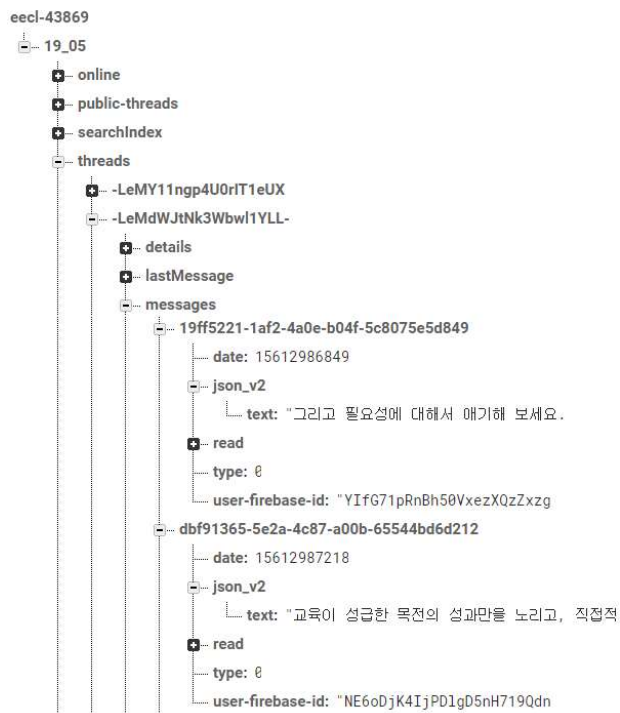 eecl-43869
19_05
online
public-threads
searchIndex
threads
-LeMY11ngp4U0rIT1eUX
-LeMdWJtNk3Wbwl1YLL-
details
lastMessage
messages
19ff5221-1af2-4a0e-b04f-5c8075e5d849
date: 15612986849
json_v2
text: "그리고 필요성에 대해서 얘기해 보세요.
read
type: 0
user-firebase-id: "YIfG71pRnBh50VxezXQzZxzg
dbf91365-5e2a-4c87-a00b-65544bd6d212
date: 15612987218
json_v2
text: "교육이 성급한 목전의 성과만을 노리고, 직접적
read
type: 0
user-firebase-id: "NE6oDjK4IjPDlgD5nH719Qdn